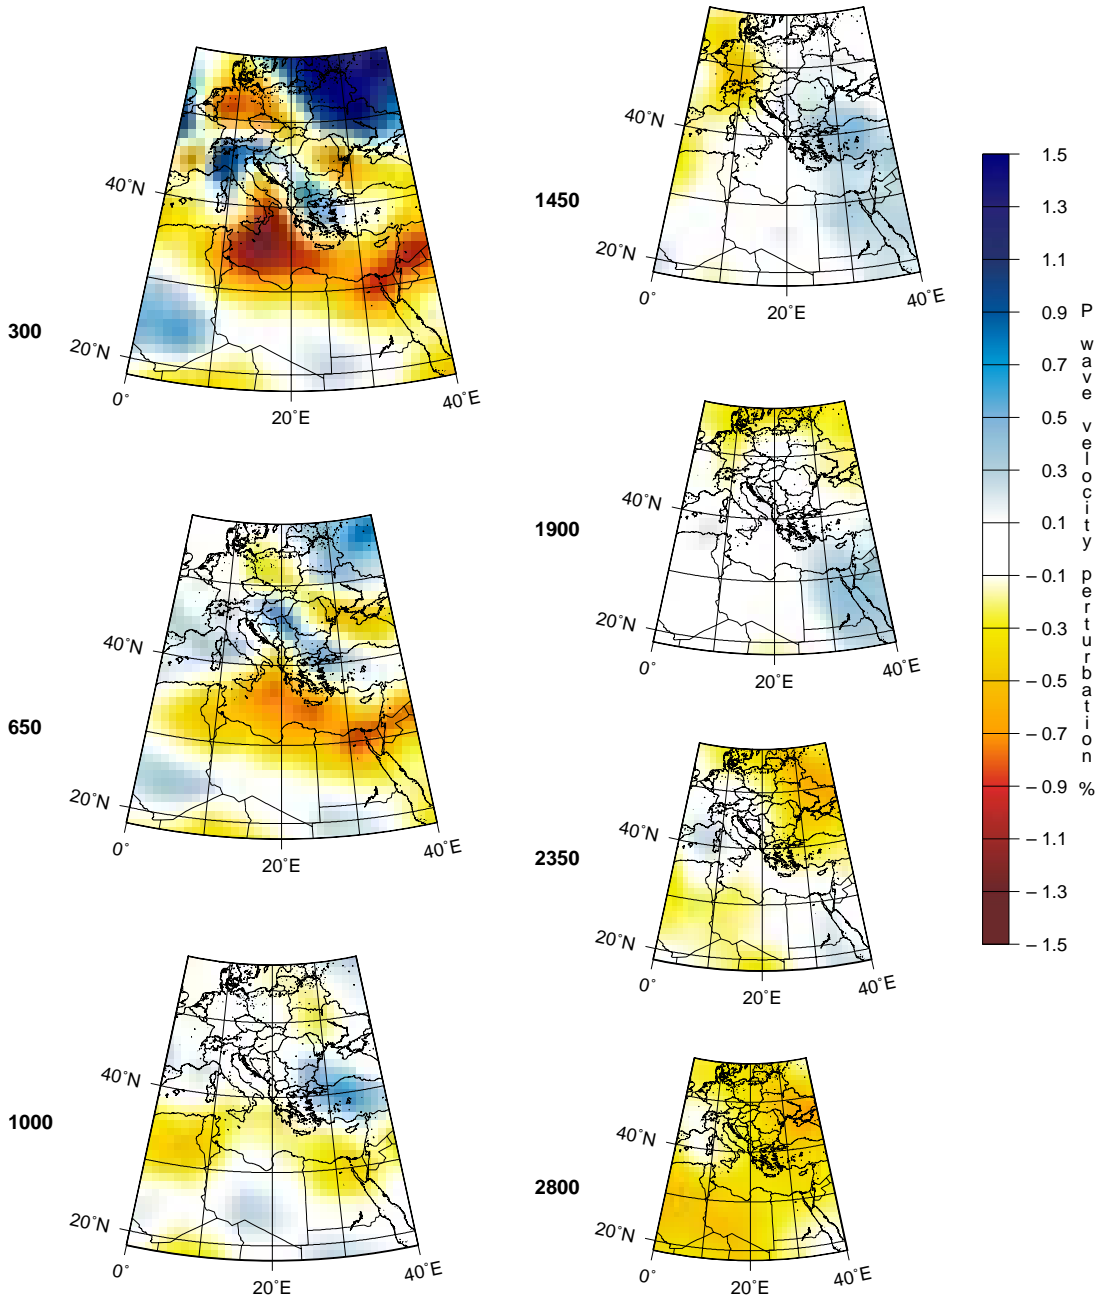 300
40°N
20°N
0°
20°E
40°E
650
40°N
20°N
0°
20°E
40°E
1000
40°N
20°N
0°
20°E
40°E
1450
40°N
20°N
0°
20°E
40°E
1900
40°N
20°N
0°
20°E
40°E
2350
40°N
20°N
0°
20°E
40°E
2800
40°N
20°N
0°
20°E
40°E
1.5
1.3
1.1
0.9
0.7
0.5
0.3
0.1
−0.1
−0.3
−0.5
−0.7
−0.9
−1.1
−1.3
−1.5
P wave velocity perturbation %